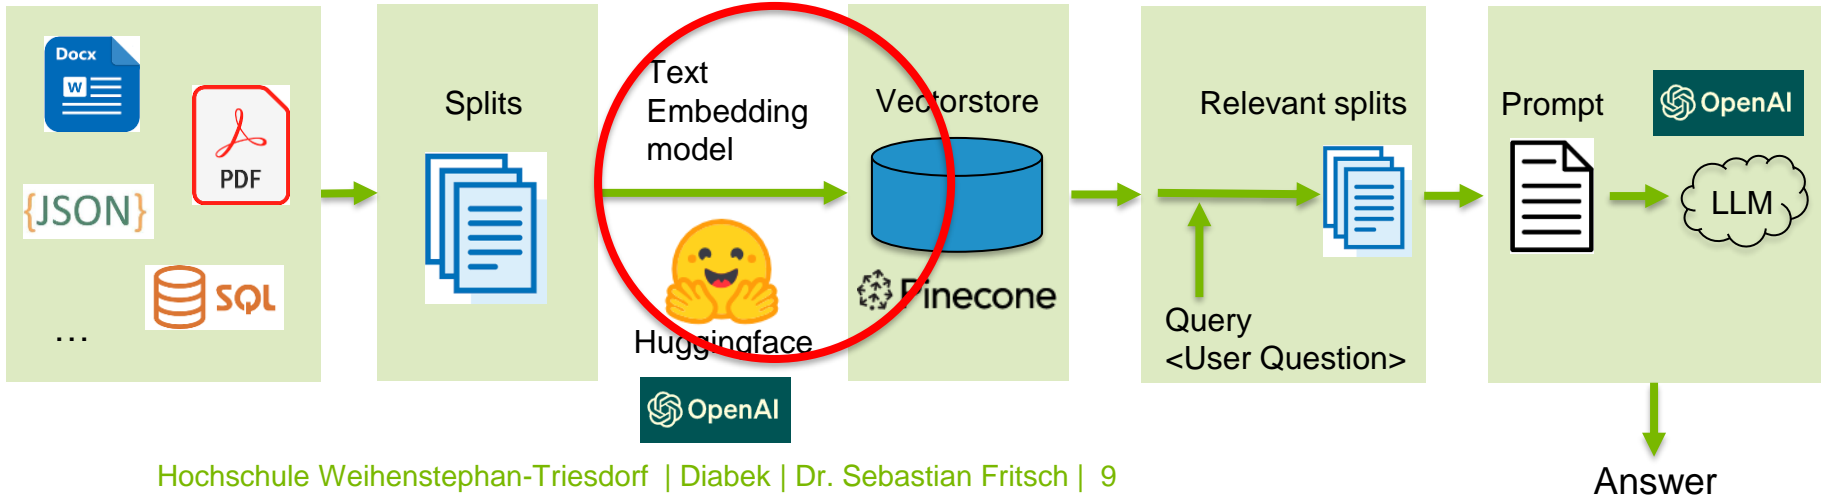 Docx
W
PDF
{JSON}
SQL
...
Splits
Text
Embedding
model
Huggingface
OpenAI
Vectorstore
Pinecone
Relevant splits
Query
<User Question>
Prompt
OpenAI
LLM
Answer
Hochschule Weihenstephan-Triesdorf | Diabek | Dr. Sebastian Fritsch | 9